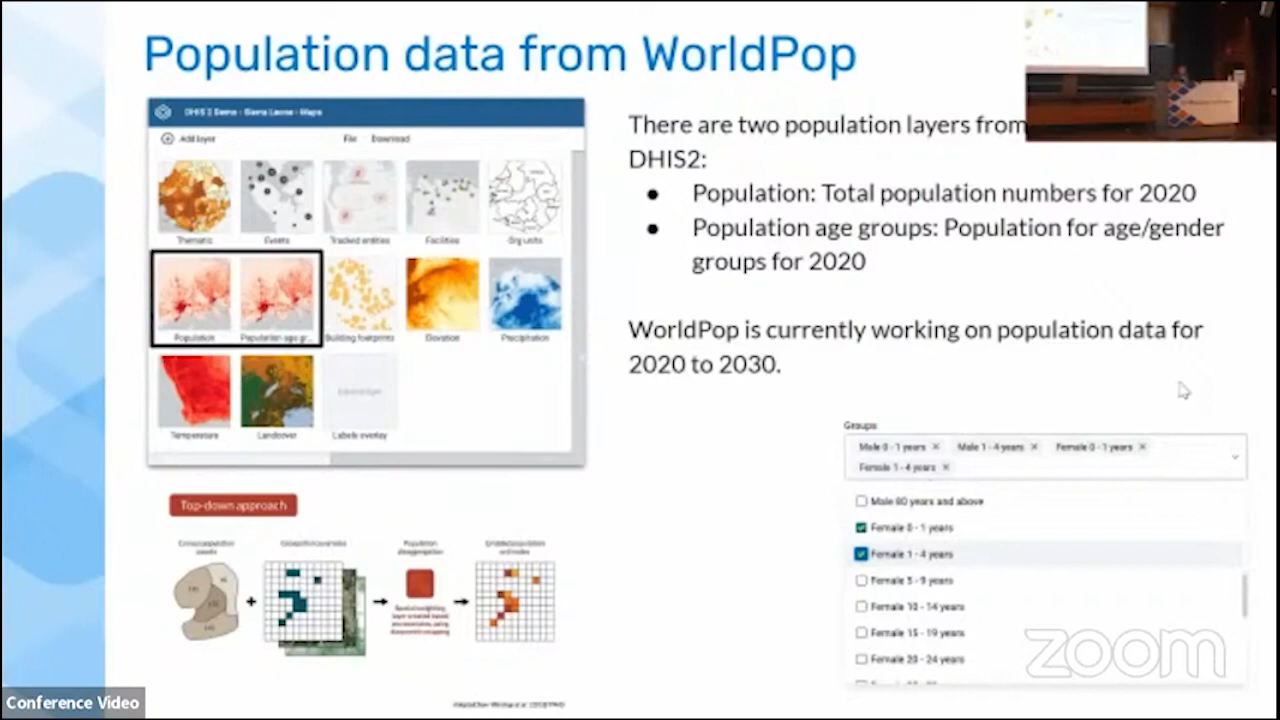 Population data from WorldPop
DHIS 2 Demo - Sierra Leone - Maps
Add layer
File
Download
Thematic
Events
Tracked entities
Facilities
Org units
Population
Population age gr...
Building footprints
Elevation
Precipitation
Temperature
Landcover
Labels overlay
There are two population layers from
DHIS2:
● Population: Total population numbers for 2020
● Population age groups: Population for age/gender
groups for 2020
WorldPop is currently working on population data for
2020 to 2030.
Top-down approach
Population
disaggregation
Groups
Male 0 - 1 years ×
Male 1 - 4 years ×
Female 0 - 1 years ×
Female 1 - 4 years ×
Male 80 years and above
Female 0 - 1 years
Female 1 - 4 years
Female 5 - 9 years
Female 10 - 14 years
Female 15 - 19 years
Female 20 - 24 years
zoom
Conference Video